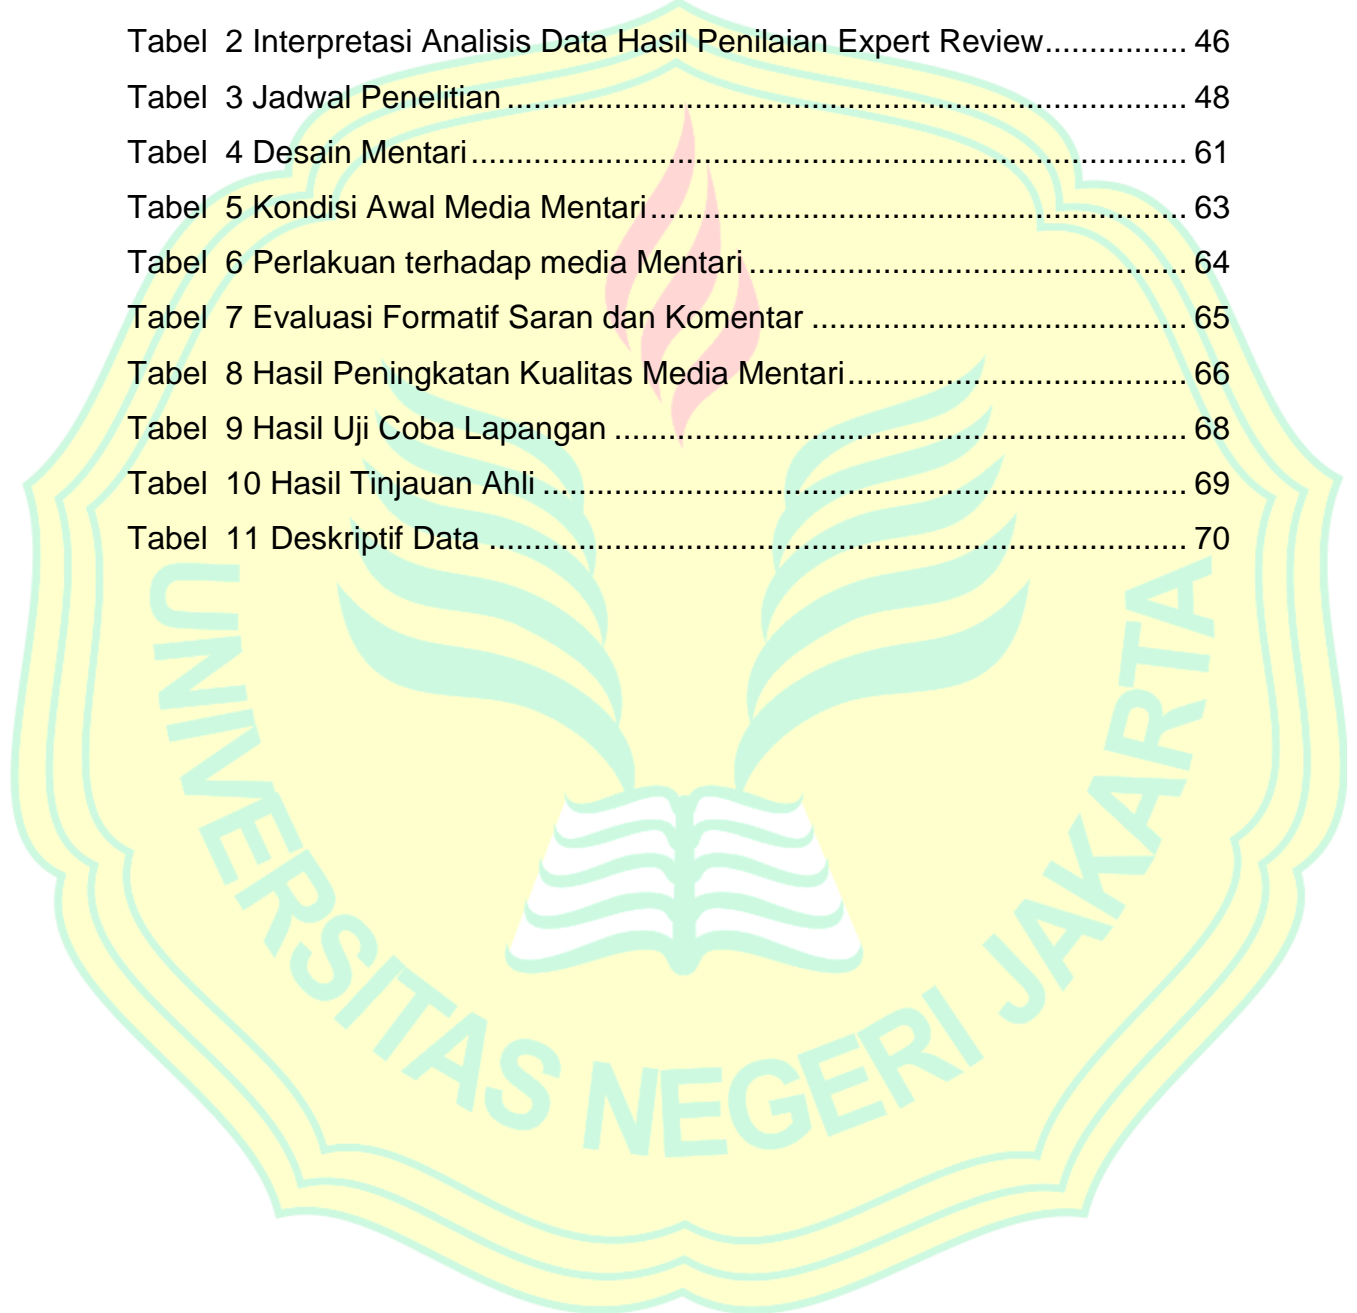 Tabel  2 Interpretasi Analisis Data Hasil Penilaian Expert Review................ 46
Tabel  3 Jadwal Penelitian............................................................................ 48
Tabel  4 Desain Mentari................................................................................ 61
Tabel  5 Kondisi Awal Media Mentari............................................................ 63
Tabel  6 Perlakuan terhadap media Mentari................................................. 64
Tabel  7 Evaluasi Formatif Saran dan Komentar .......................................... 65
Tabel  8 Hasil Peningkatan Kualitas Media Mentari...................................... 66
Tabel  9 Hasil Uji Coba Lapangan ................................................................ 68
Tabel  10 Hasil Tinjauan Ahli........................................................................ 69
Tabel  11 Deskriptif Data .............................................................................. 70
UNIVERSITAS NEGERI JAKARTA